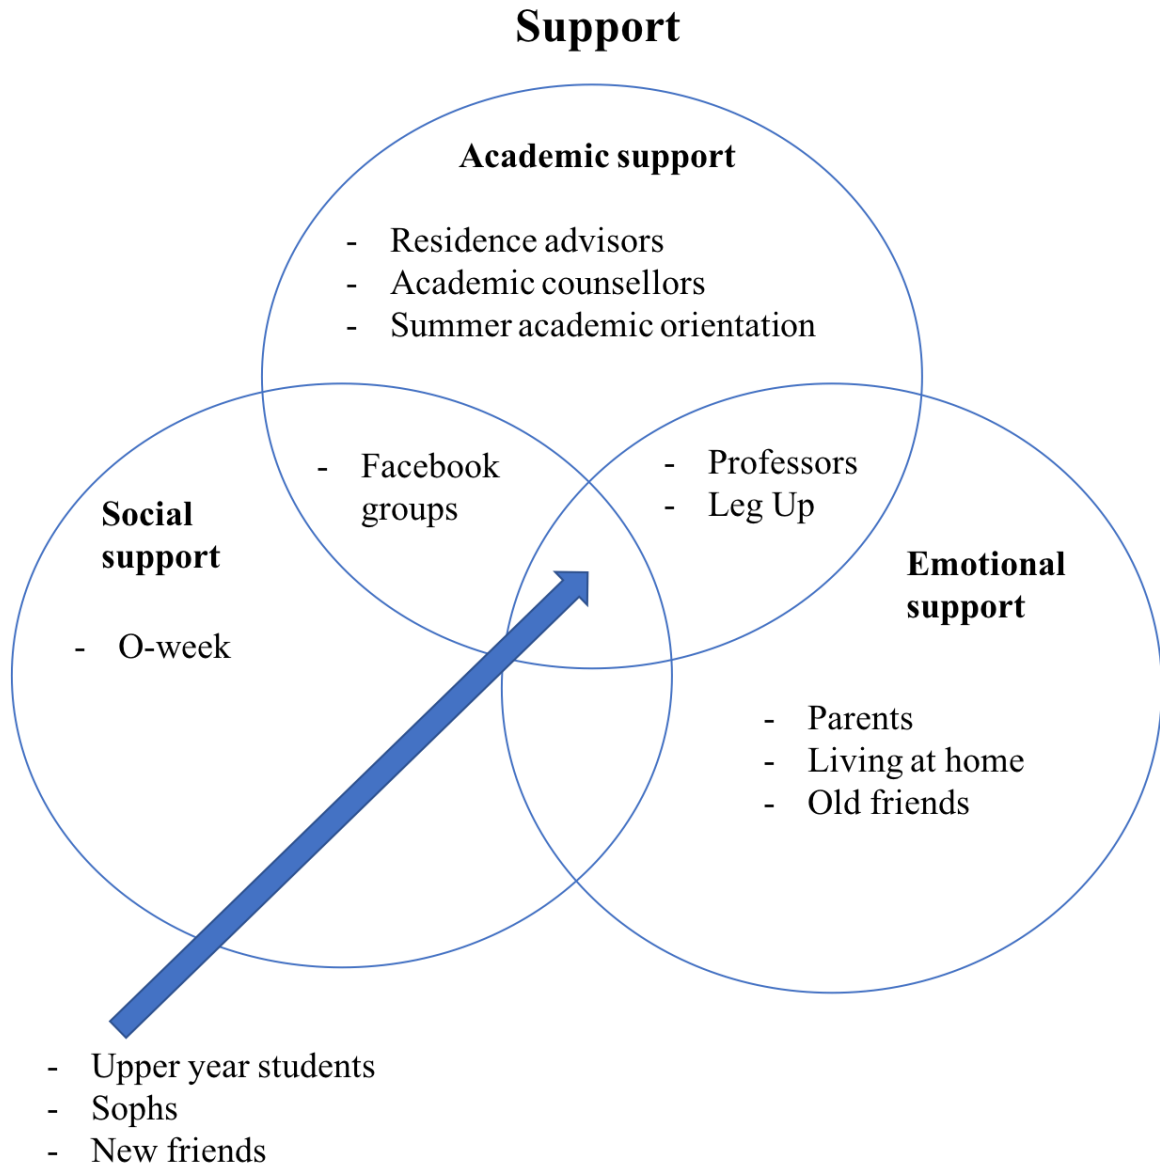 Support
Academic support
- Residence advisors
- Academic counsellors
- Summer academic orientation
- Facebook
groups
- Professors
- Leg Up
Social
support
- O-week
Emotional
support
- Parents
- Living at home
- Old friends
- Upper year students
- Sophs
- New friends